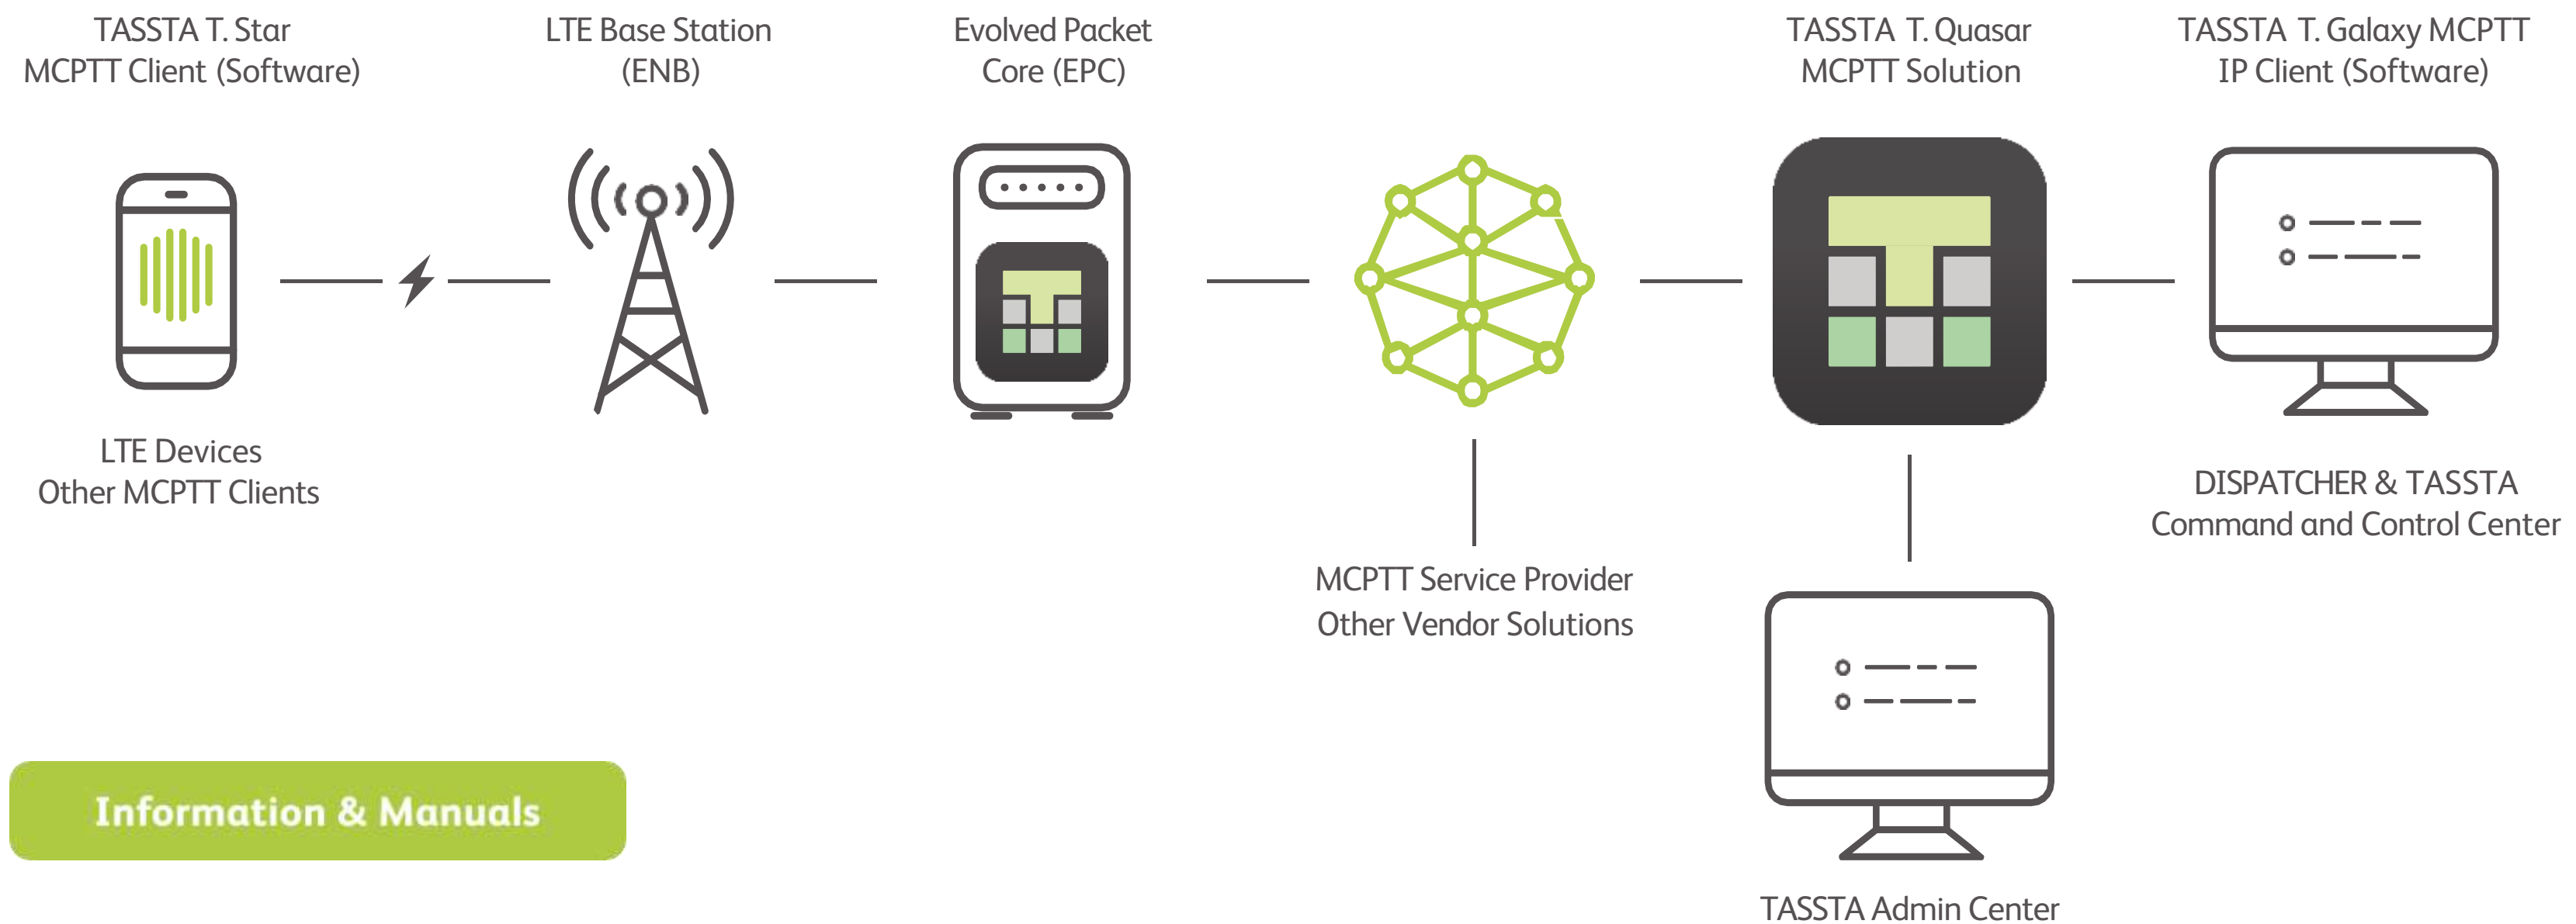 TASSTA T. Star
MCPTT Client (Software)
LTE Base Station
(ENB)
Evolved Packet
Core (EPC)
TASSTA T. Quasar
MCPTT Solution
TASSTA T. Galaxy MCPTT
IP Client (Software)
LTE Devices
Other MCPTT Clients
DISPATCHER & TASSTA
Command and Control Center
MCPTT Service Provider
Other Vendor Solutions
Information & Manuals
TASSTA Admin Center